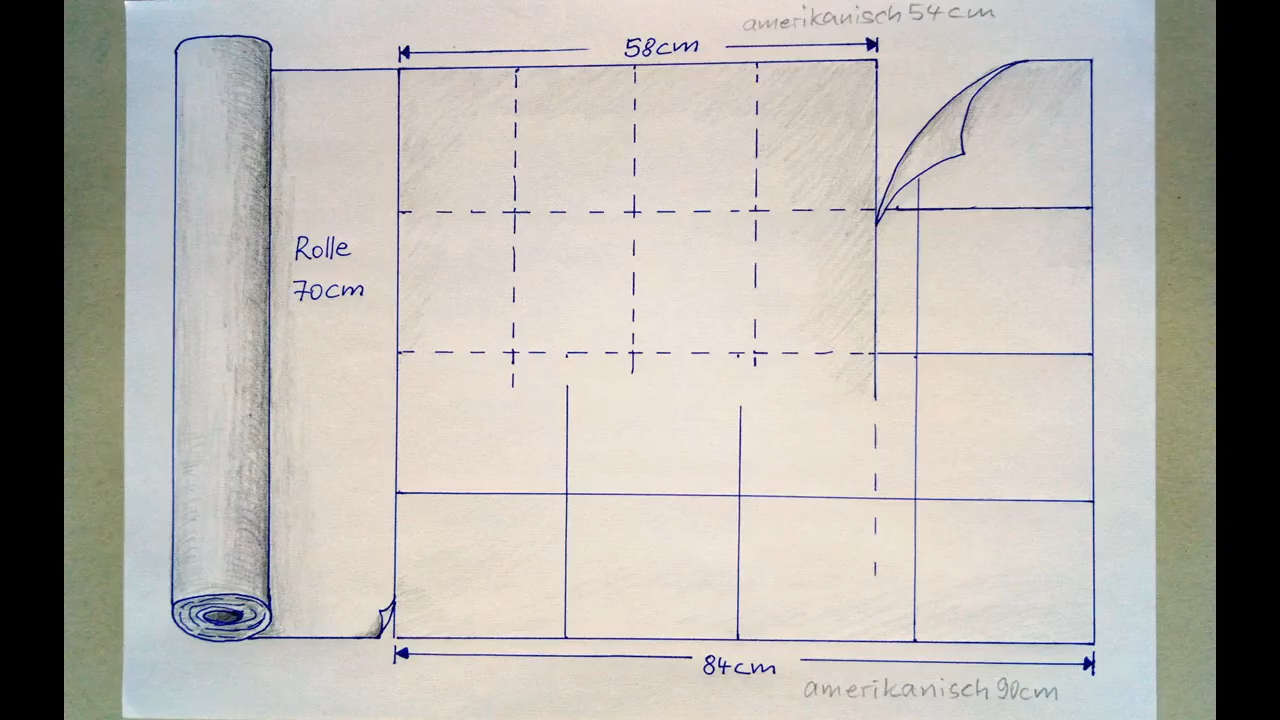 amerikanisch 54cm
58cm
Rolle
70cm
84cm
amerikanisch 90cm